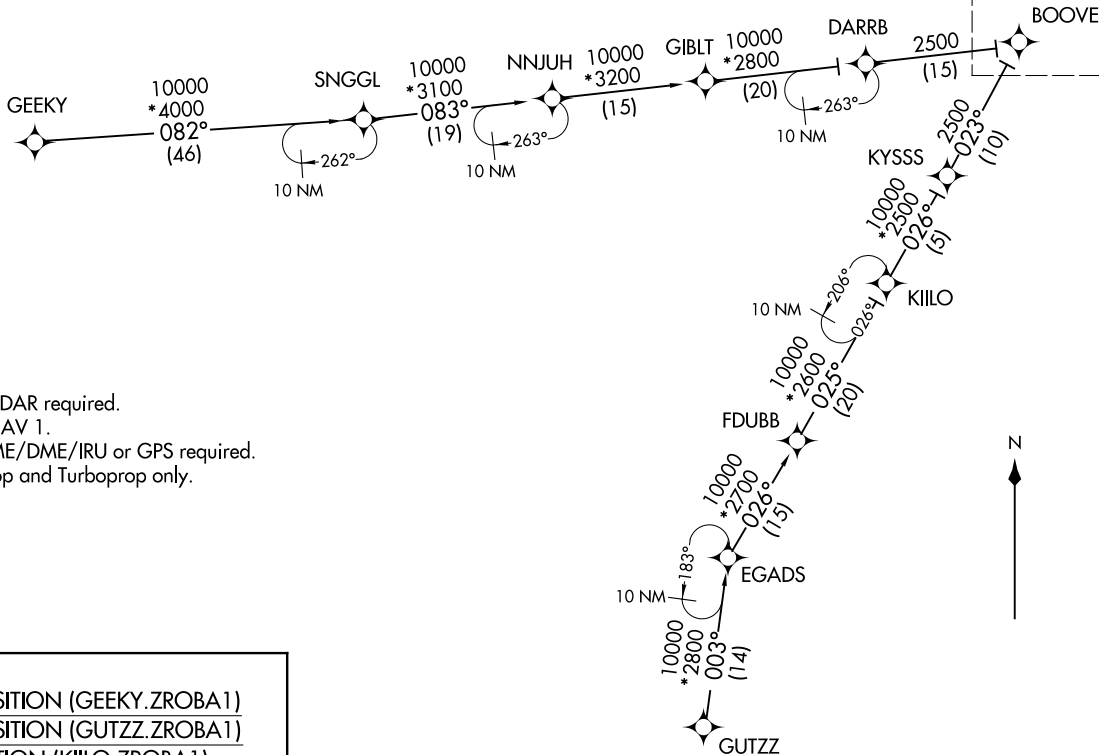 BOOVE
DARRB
2500
(15)
10000
*2800
(20)
263°
10 NM
GIBLT
10000
*3200
(15)
NNJUH
10000
*3100
083°
(19)
263°
10 NM
SNGGL
10000
*4000
082°
(46)
262°
10 NM
GEEKY
2500
023°
(10)
KYSSS
10000
*2500
026°
(5)
KIILO
206°
10 NM
026°
10000
*2600
025°
(20)
FDUBB
10000
*2700
026°
(15)
183°
10 NM
EGADS
10000
*2800
003°
(14)
GUTZZ
N
DAR required.
AV 1.
ME/DME/IRU or GPS required.
op and Turboprop only.
SITION (GEEKY.ZROBA1)
SITION (GUTZZ.ZROBA1)
TION (KIILO.ZROBA1)